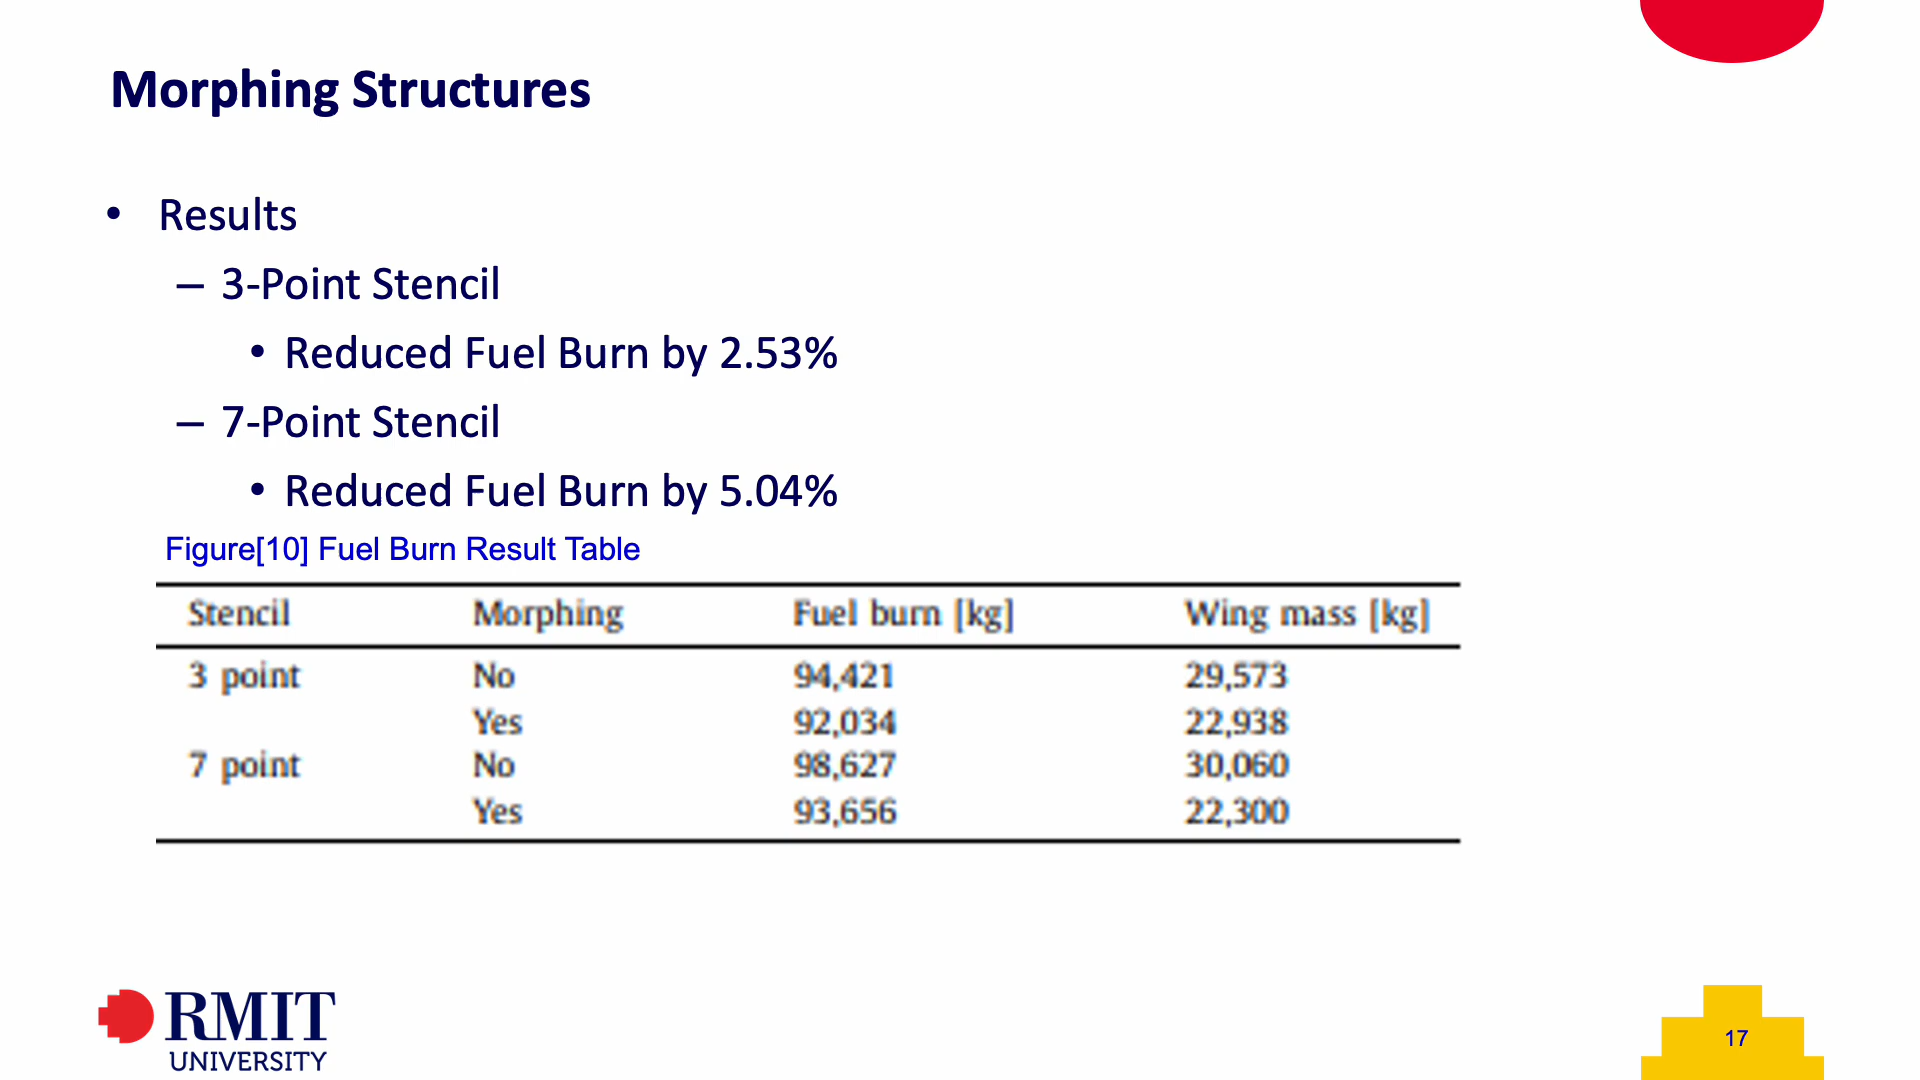 Morphing Structures
• Results
– 3-Point Stencil
• Reduced Fuel Burn by 2.53%
– 7-Point Stencil
• Reduced Fuel Burn by 5.04%
Figure[10] Fuel Burn Result Table
Stencil Morphing Fuel burn [kg] Wing mass [kg]
3 point No 94,421 29,573
Yes 92,034 22,938
7 point No 98,627 30,060
Yes 93,656 22,300
RMIT
UNIVERSITY
17